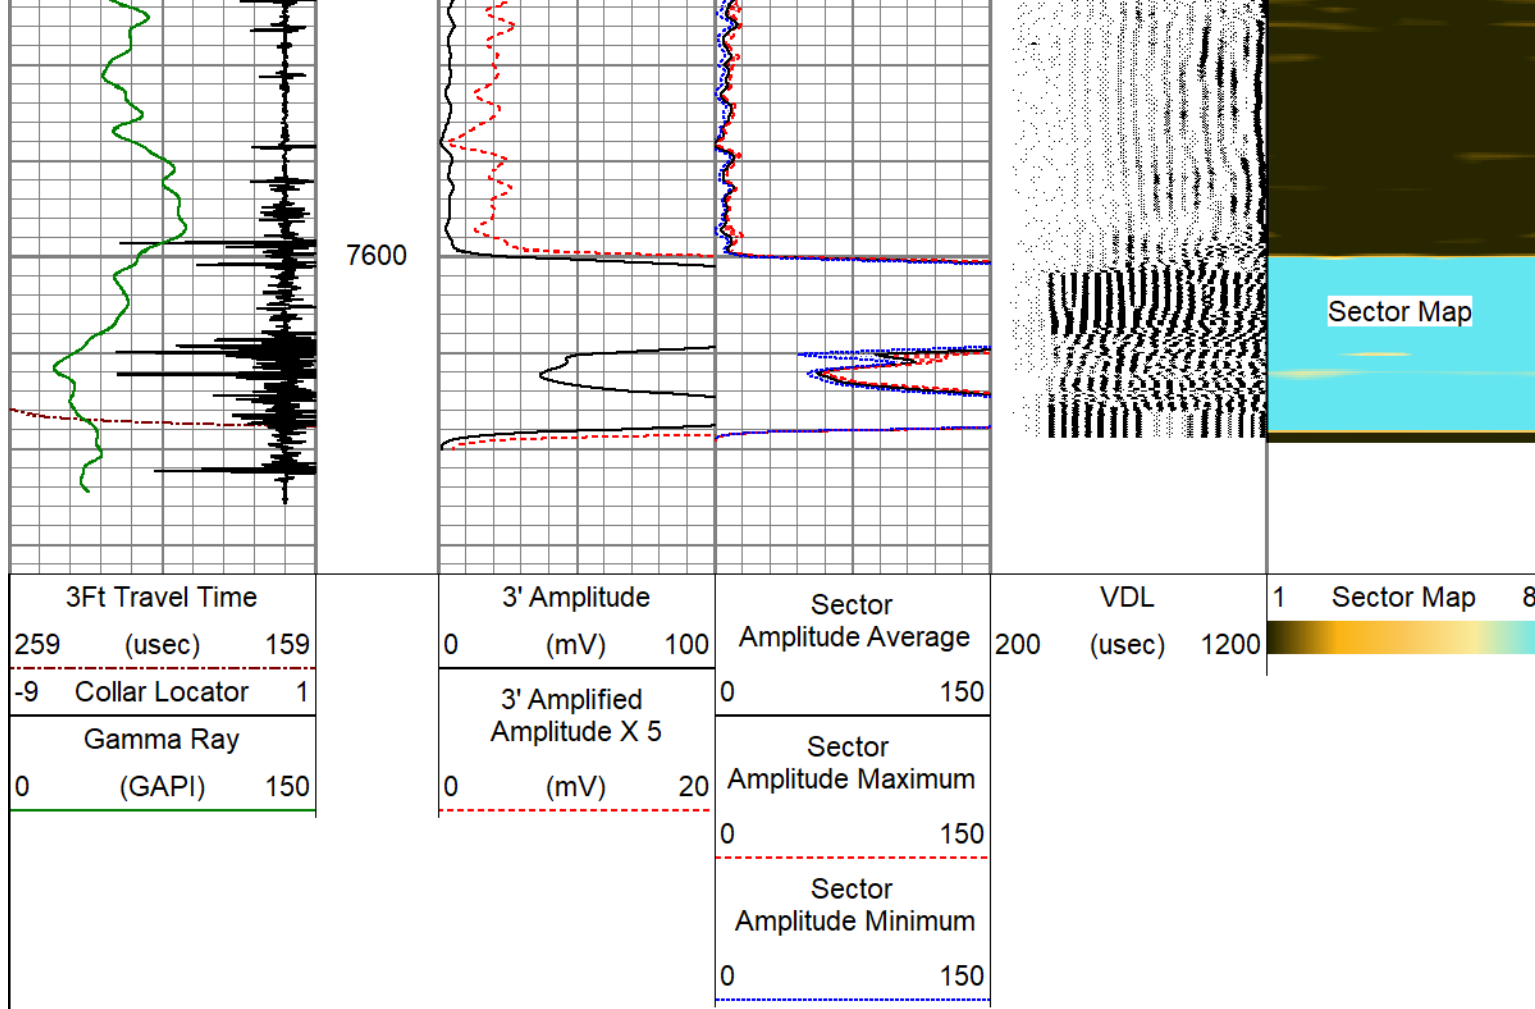 7600
Sector Map
3Ft Travel Time
259 (usec) 159
-9 Collar Locator 1
Gamma Ray
0 (GAPI) 150
3' Amplitude
0 (mV) 100
3' Amplified
Amplitude X 5
0 (mV) 20
Sector
Amplitude Average
0 150
Sector
Amplitude Maximum
0 150
Sector
Amplitude Minimum
0 150
VDL
200 (usec) 1200
1 Sector Map 8